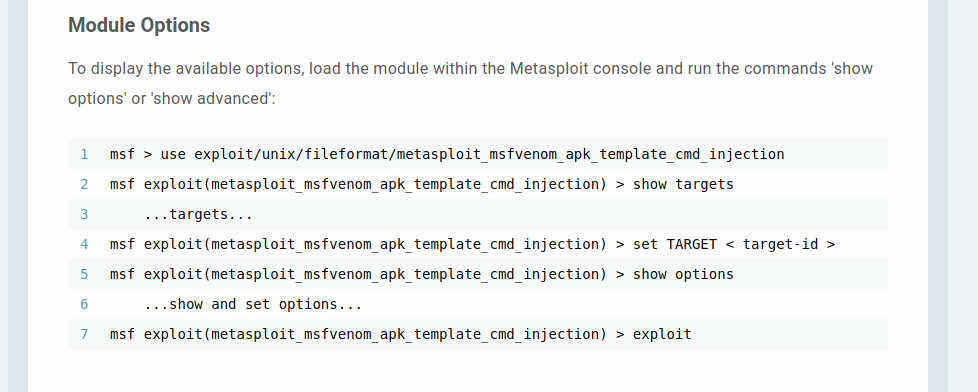 Module Options
To display the available options, load the module within the Metasploit console and run the commands 'show
options' or 'show advanced':
1 msf > use exploit/unix/fileformat/metasploit_msfvenom_apk_template_cmd_injection
2 msf exploit(metasploit_msfvenom_apk_template_cmd_injection) > show targets
3 ...targets...
4 msf exploit(metasploit_msfvenom_apk_template_cmd_injection) > set TARGET < target-id >
5 msf exploit(metasploit_msfvenom_apk_template_cmd_injection) > show options
6 ...show and set options...
7 msf exploit(metasploit_msfvenom_apk_template_cmd_injection) > exploit